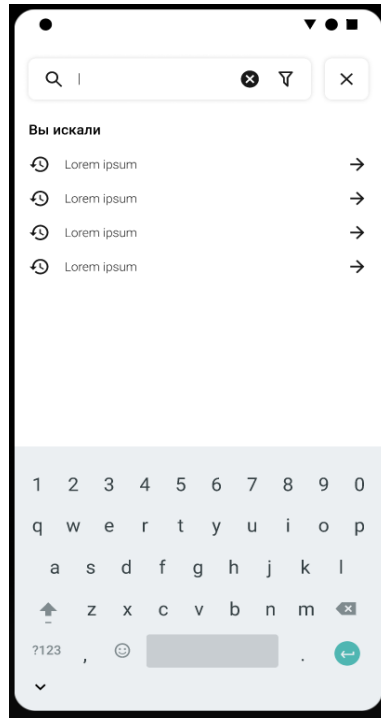 Вы искали
Lorem ipsum
Lorem ipsum
Lorem ipsum
Lorem ipsum
1 2 3 4 5 6 7 8 9 0
q w e r t y u i o p
a s d f g h j k l
z x c v b n m
?123 , .